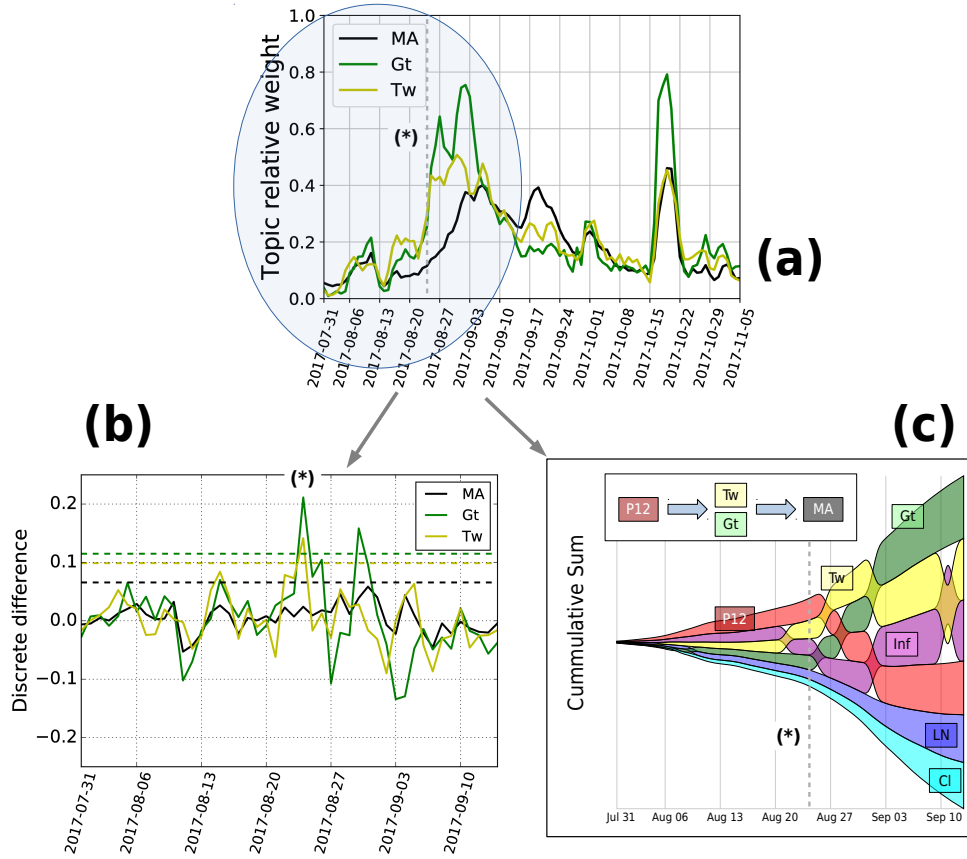 Topic relative weight
1.0
0.8
0.6
0.4
0.2
0.0
MA
Gt
Tw
(*)
2017-07-31
2017-08-06
2017-08-13
2017-08-20
2017-08-27
2017-09-03
2017-09-10
2017-09-17
2017-09-24
2017-10-01
2017-10-08
2017-10-15
2017-10-22
2017-10-29
2017-11-05
(a)
(b)
(*)
Discrete difference
0.2
0.1
0.0
−0.1
−0.2
MA
Gt
Tw
2017-07-31
2017-08-06
2017-08-13
2017-08-20
2017-08-27
2017-09-03
2017-09-10
(c)
Cummulative Sum
P12
Tw
Gt
MA
Gt
Tw
P12
Inf
LN
Cl
(*)
Jul 31
Aug 06
Aug 13
Aug 20
Aug 27
Sep 03
Sep 10